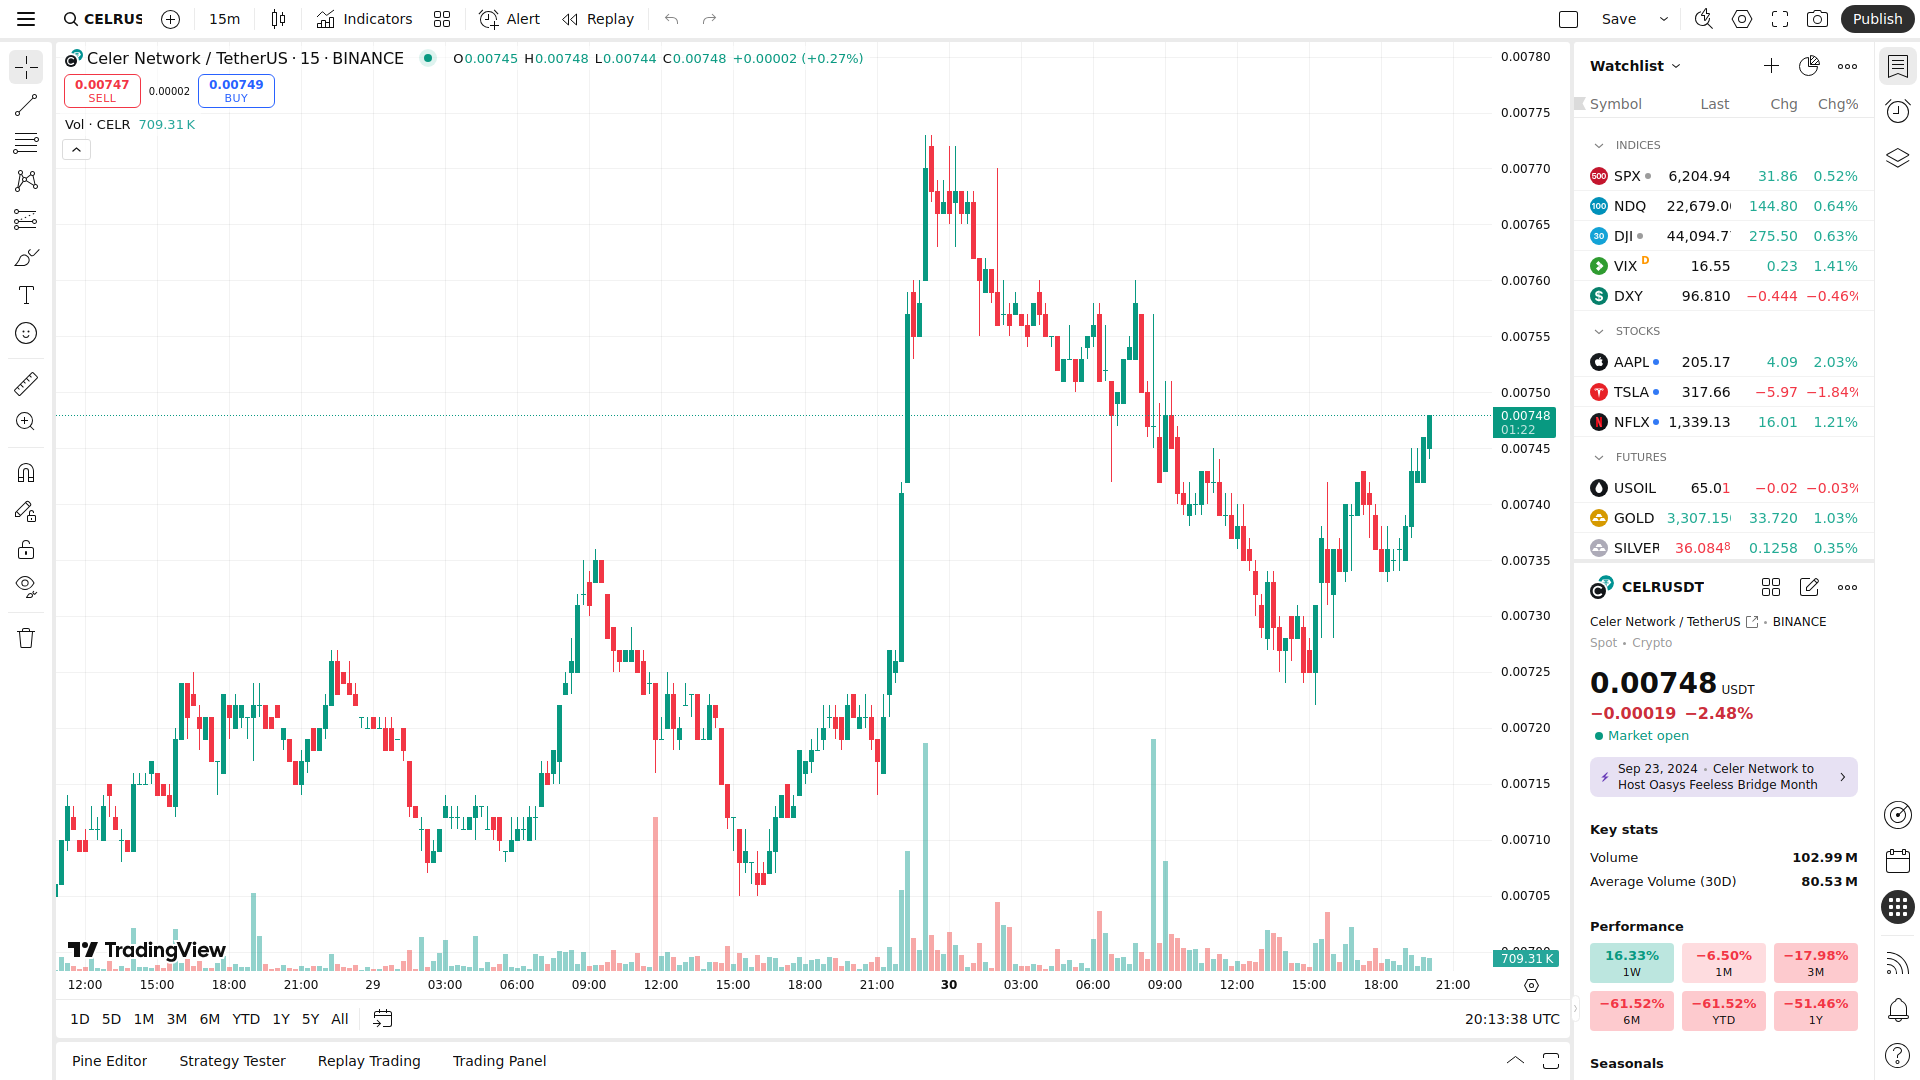 CELRUS 15m Indicators Alert Replay Save Publish
Celer Network / TetherUS · 15 · BINANCE O0.00745 H0.00748 L0.00744 C0.00748 +0.00002 (+0.27%)
0.00747 SELL 0.00002 0.00749 BUY
Vol · CELR 709.31 K
0.00780
0.00775
0.00770
0.00765
0.00760
0.00755
0.00750
0.00748
01:22
0.00745
0.00740
0.00735
0.00730
0.00725
0.00720
0.00715
0.00710
0.00705
709.31 K
TradingView
12:00 15:00 18:00 21:00 29 03:00 06:00 09:00 12:00 15:00 18:00 21:00 30 03:00 06:00 09:00 12:00 15:00 18:00 21:00
1D 5D 1M 3M 6M YTD 1Y 5Y All 20:13:38 UTC
Pine Editor Strategy Tester Replay Trading Trading Panel
Watchlist
Symbol Last Chg Chg%
INDICES
500 SPX 6,204.94 31.86 0.52%
100 NDQ 22,679.0 144.80 0.64%
30 DJI 44,094.7 275.50 0.63%
VIX D 16.55 0.23 1.41%
$ DXY 96.810 −0.444 −0.46%
STOCKS
AAPL 205.17 4.09 2.03%
TSLA 317.66 −5.97 −1.84%
N NFLX 1,339.13 16.01 1.21%
FUTURES
USOIL 65.01 −0.02 −0.03%
GOLD 3,307.15 33.720 1.03%
SILVER 36.0848 0.1258 0.35%
CELRUSDT
Celer Network / TetherUS • BINANCE
Spot • Crypto
0.00748 USDT
−0.00019 −2.48%
Market open
Sep 23, 2024 • Celer Network to
Host Oasys Feeless Bridge Month
Key stats
Volume 102.99 M
Average Volume (30D) 80.53 M
Performance
16.33% −6.50% −17.98%
1W 1M 3M
−61.52% −61.52% −51.46%
6M YTD 1Y
Seasonals